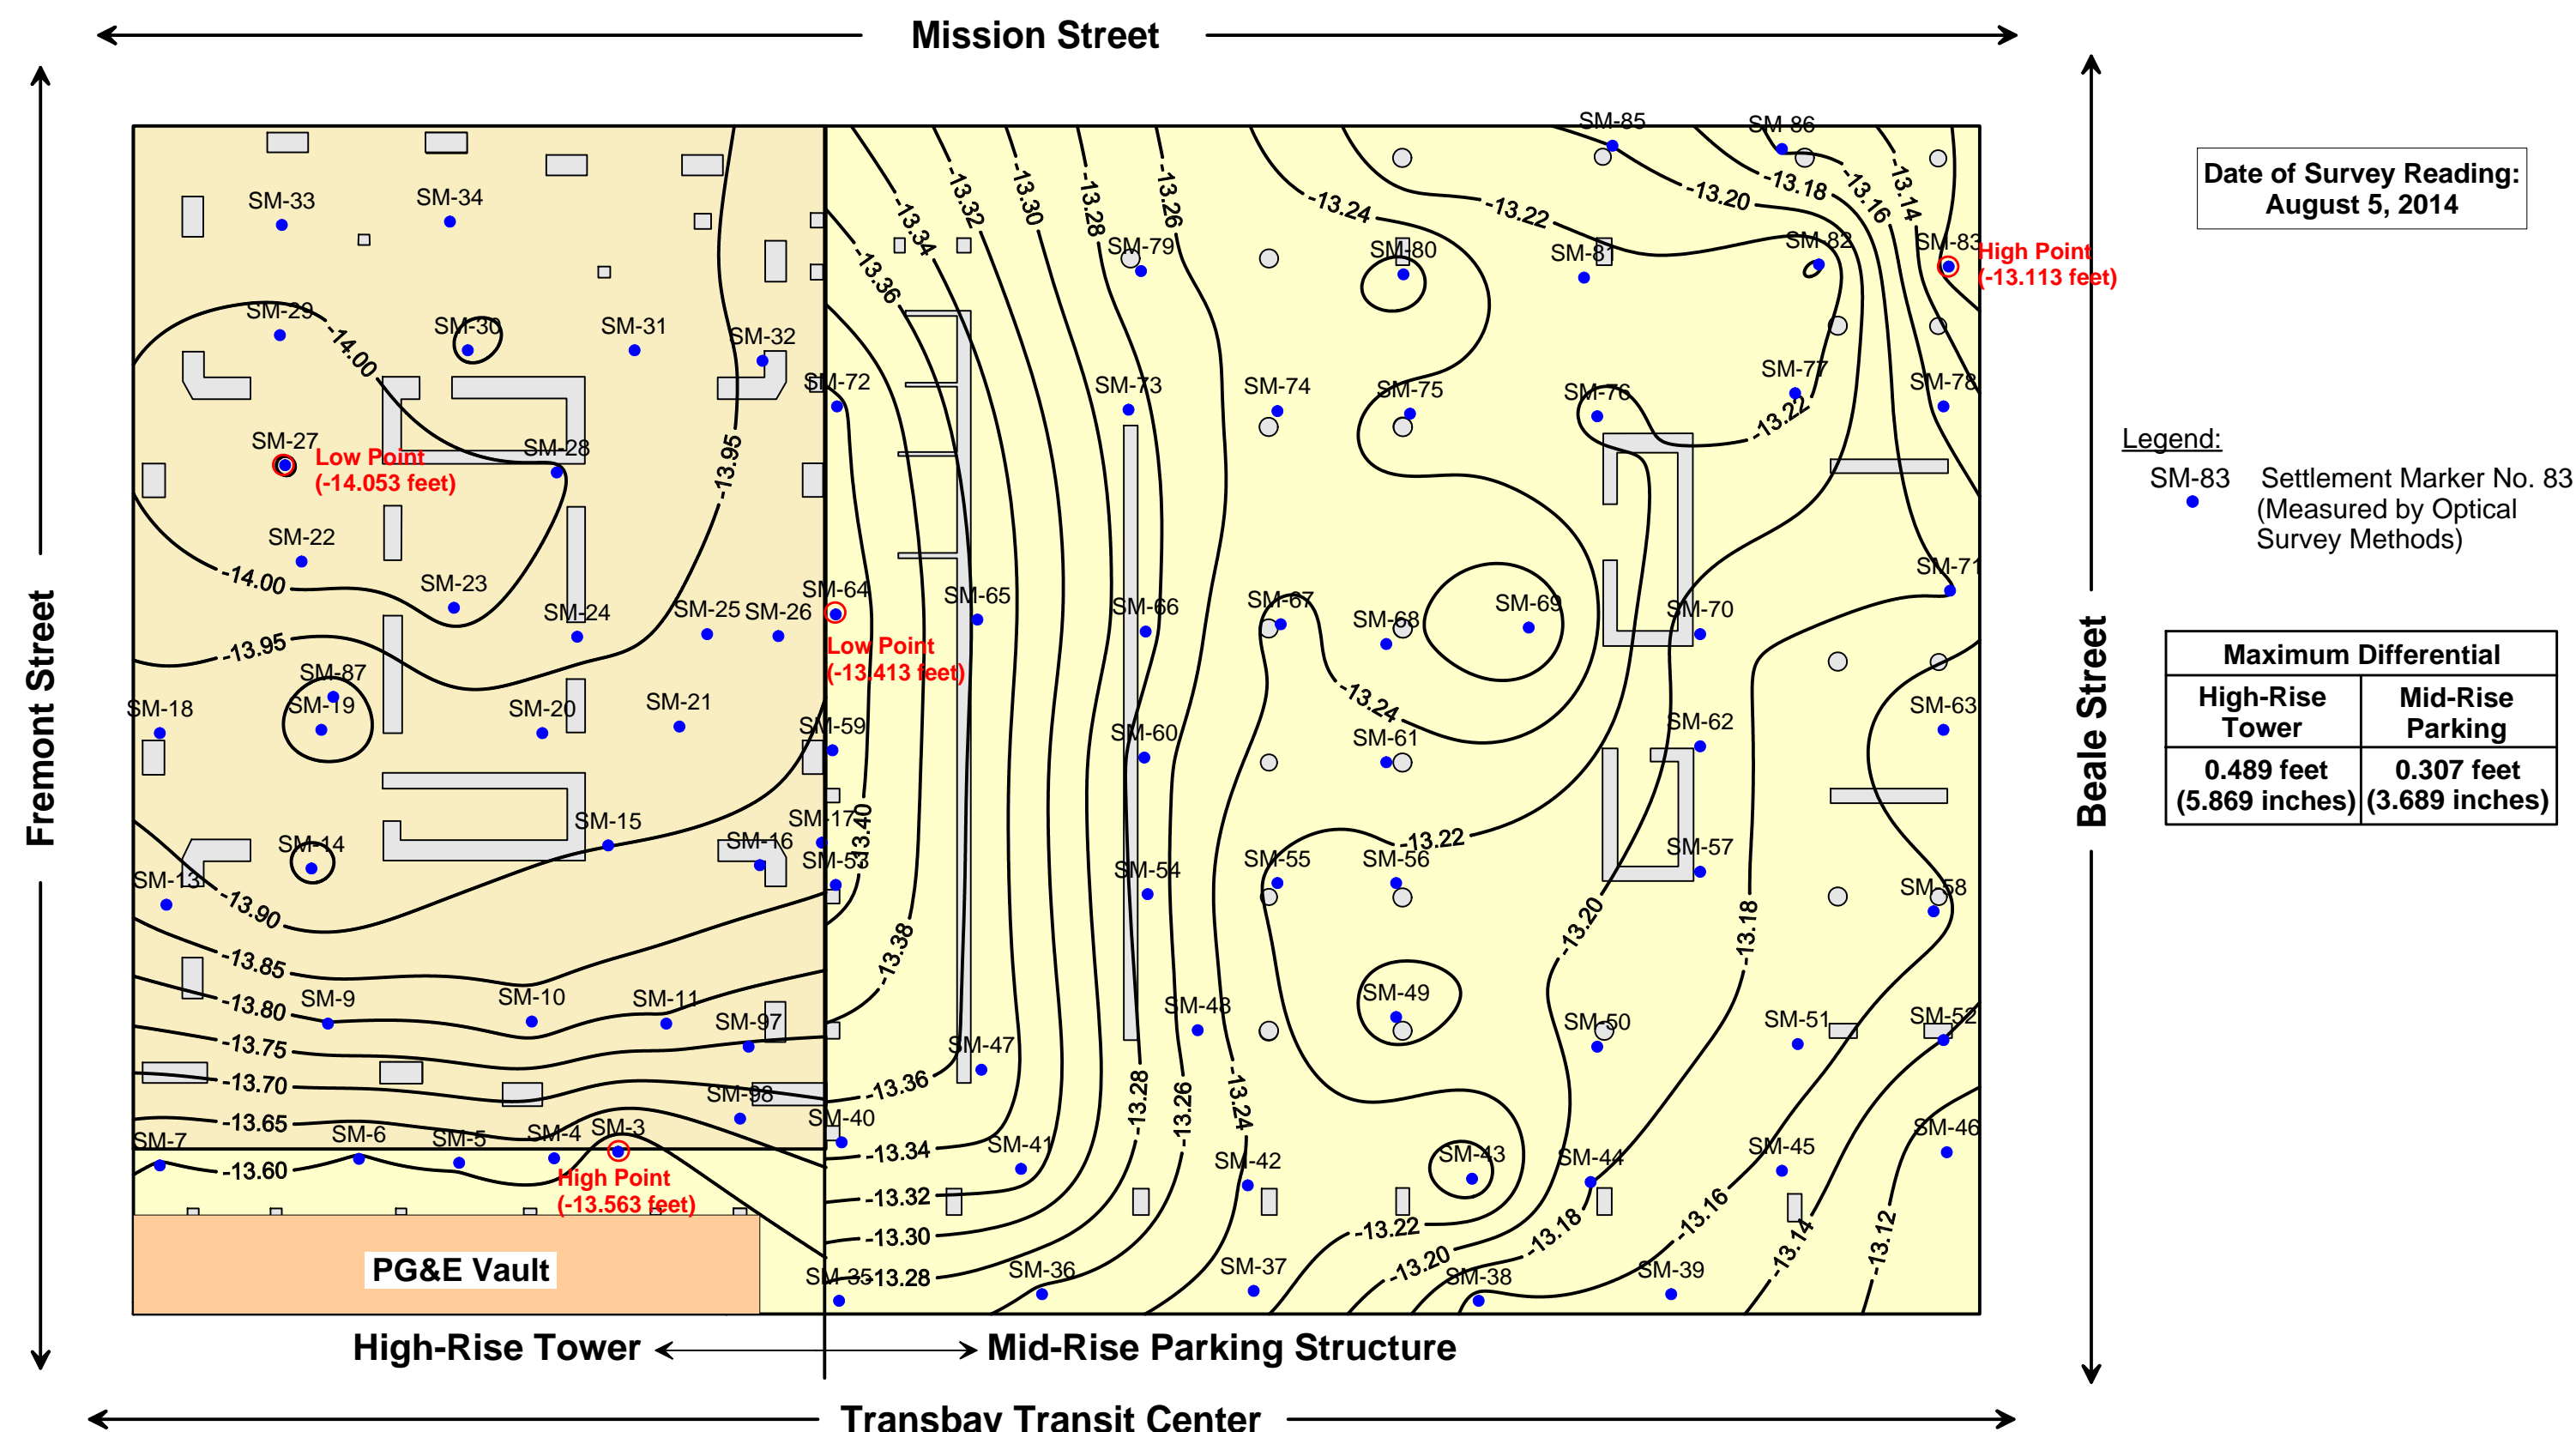 Mission Street
SM-85
SM-86
Date of Survey Reading:
August 5, 2014
SM-33
SM-34
-13.34
-13.32
-13.30
-13.28
-13.26
-13.24
-13.22
-13.20
-13.18
-13.16
-13.14
SM-79
SM-80
SM-81
SM-82
SM-83
High Point
(-13.113 feet)
-13.36
SM-29
SM-30
SM-31
SM-32
-14.00
SM-72
SM-73
SM-74
SM-75
SM-76
SM-77
SM-78
-13.22
Legend:
SM-83
Settlement Marker No. 83
(Measured by Optical
Survey Methods)
SM-27
Low Point
(-14.053 feet)
SM-28
-13.95
SM-22
-14.00
SM-23
SM-24
SM-25
SM-26
SM-64
SM-65
SM-66
SM-67
SM-68
SM-69
SM-70
SM-71
Low Point
(-13.413 feet)
Fremont Street
Beale Street
-13.95
SM-87
SM-19
SM-18
SM-20
SM-21
SM-59
SM-60
-13.24
SM-61
SM-62
SM-63
Maximum Differential
High-Rise
Tower
Mid-Rise
Parking
0.489 feet
(5.869 inches)
0.307 feet
(3.689 inches)
SM-14
SM-15
SM-16
SM-17
SM-53
-13.40
-13.22
SM-13
SM-54
SM-55
SM-56
SM-57
SM-58
-13.90
-13.38
-13.20
-13.18
-13.85
-13.80
SM-9
SM-10
SM-11
SM-97
SM-48
SM-49
SM-50
SM-51
SM-52
-13.75
-13.70
SM-47
-13.36
-13.28
-13.26
-13.24
SM-98
-13.65
SM-40
SM-7
SM-6
SM-5
SM-4
SM-3
-13.34
SM-41
SM-42
SM-43
SM-44
SM-45
SM-46
-13.60
High Point
(-13.563 feet)
-13.32
-13.30
-13.22
-13.20
-13.18
-13.16
-13.14
-13.12
PG&E Vault
SM-35
-13.28
SM-36
SM-37
SM-38
SM-39
High-Rise Tower
Mid-Rise Parking Structure
Transbay Transit Center